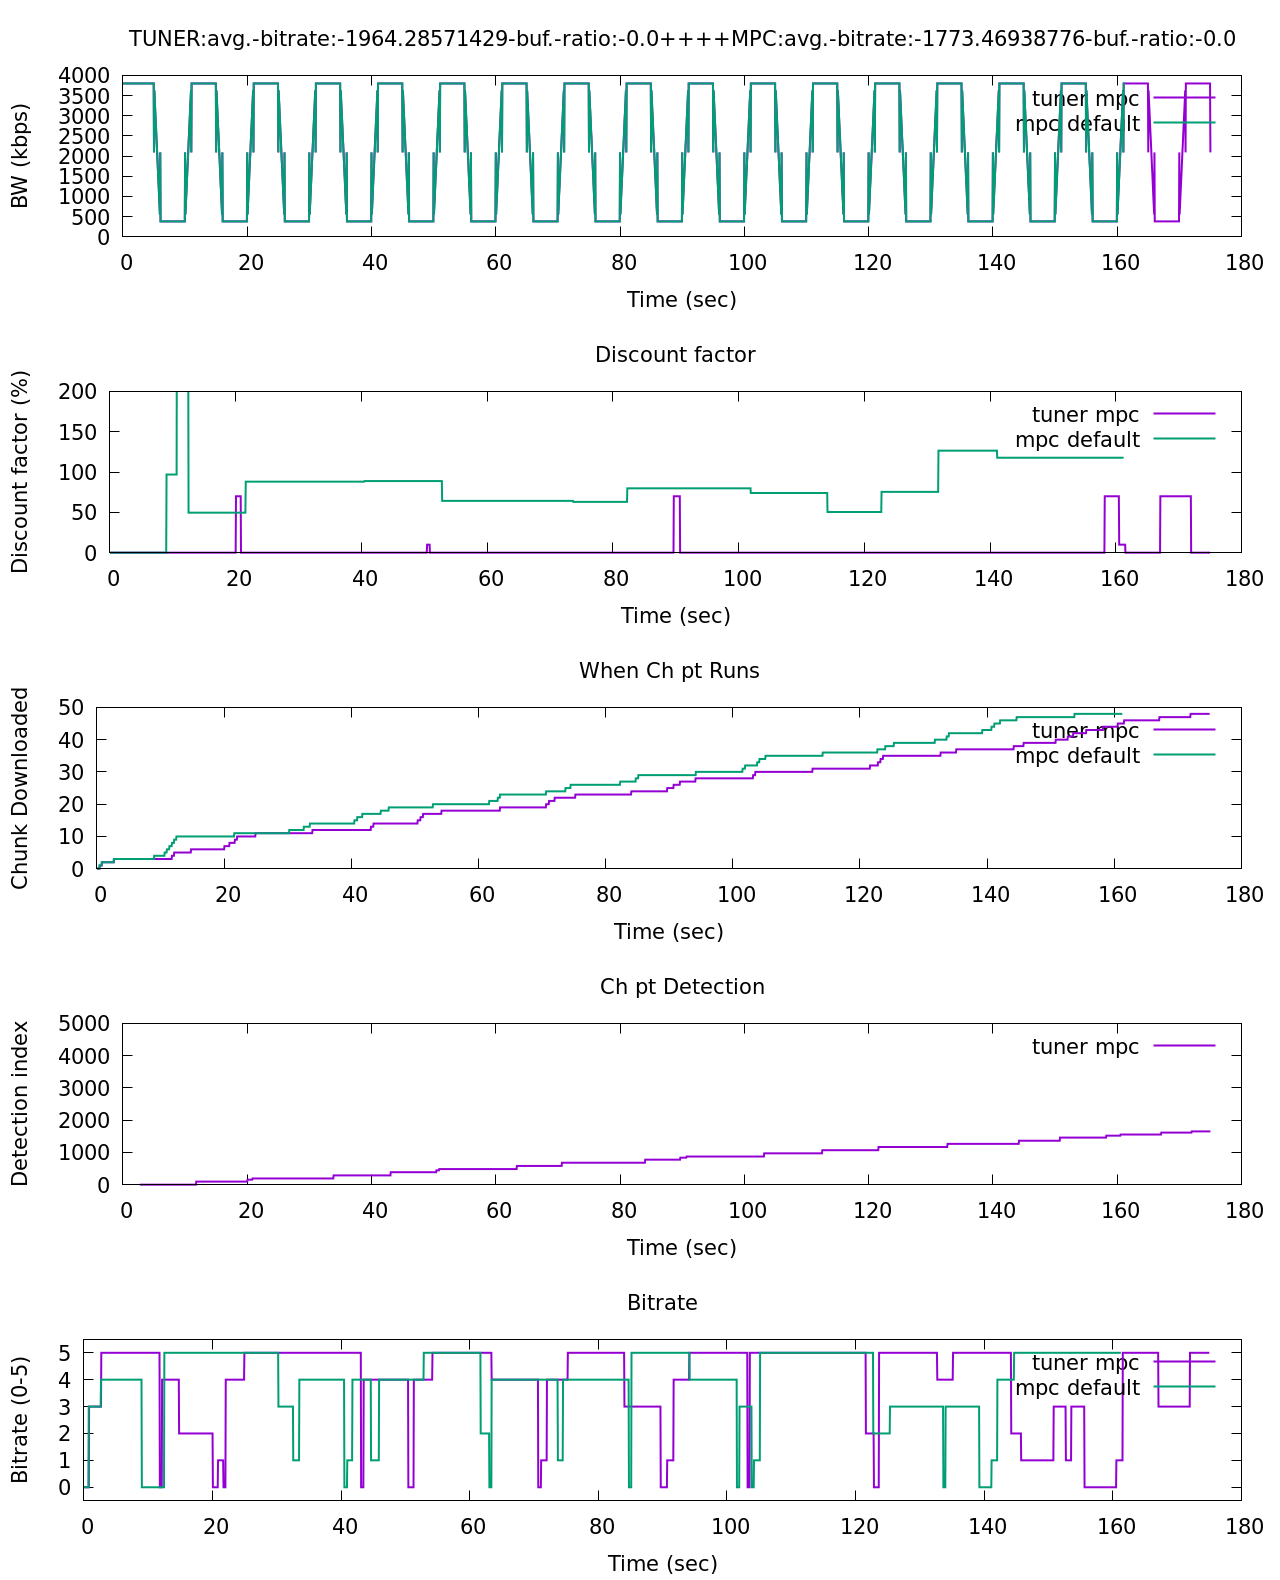 TUNER:avg.-bitrate:-1964.28571429-buf.-ratio:-0.0++++MPC:avg.-bitrate:-1773.46938776-buf.-ratio:-0.0
BW (kbps)
4000
3500
3000
2500
2000
1500
1000
500
0
tuner mpc
mpc default
0 20 40 60 80 100 120 140 160 180
Time (sec)
Discount factor
Discount factor (%)
200
150
100
50
0
tuner mpc
mpc default
0 20 40 60 80 100 120 140 160 180
Time (sec)
When Ch pt Runs
Chunk Downloaded
50
40
30
20
10
0
tuner mpc
mpc default
0 20 40 60 80 100 120 140 160 180
Time (sec)
Ch pt Detection
Detection index
5000
4000
3000
2000
1000
0
tuner mpc
0 20 40 60 80 100 120 140 160 180
Time (sec)
Bitrate
Bitrate (0-5)
5
4
3
2
1
0
tuner mpc
mpc default
0 20 40 60 80 100 120 140 160 180
Time (sec)